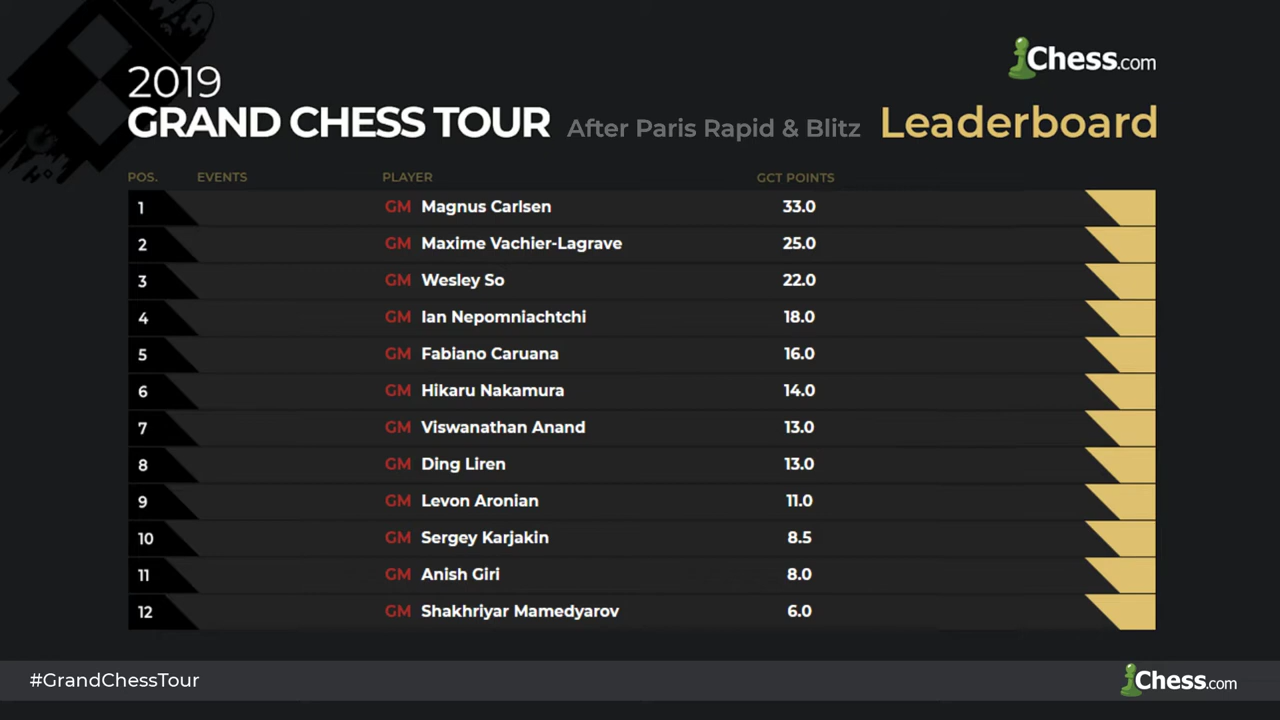 Chess.com
2019
GRAND CHESS TOUR After Paris Rapid & Blitz Leaderboard
POS. EVENTS PLAYER GCT POINTS
1 GM Magnus Carlsen 33.0
2 GM Maxime Vachier-Lagrave 25.0
3 GM Wesley So 22.0
4 GM Ian Nepomniachtchi 18.0
5 GM Fabiano Caruana 16.0
6 GM Hikaru Nakamura 14.0
7 GM Viswanathan Anand 13.0
8 GM Ding Liren 13.0
9 GM Levon Aronian 11.0
10 GM Sergey Karjakin 8.5
11 GM Anish Giri 8.0
12 GM Shakhriyar Mamedyarov 6.0
#GrandChessTour Chess.com